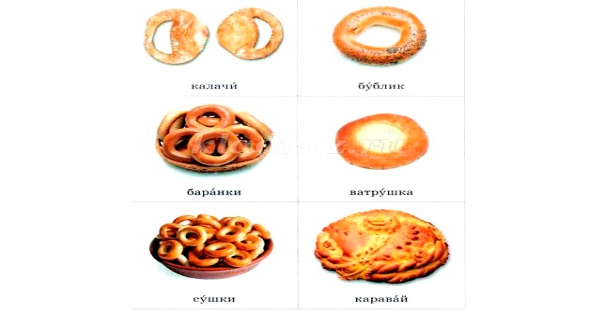 калачи́
бу́блик
бара́нки
ватру́шка
су́шки
карава́й